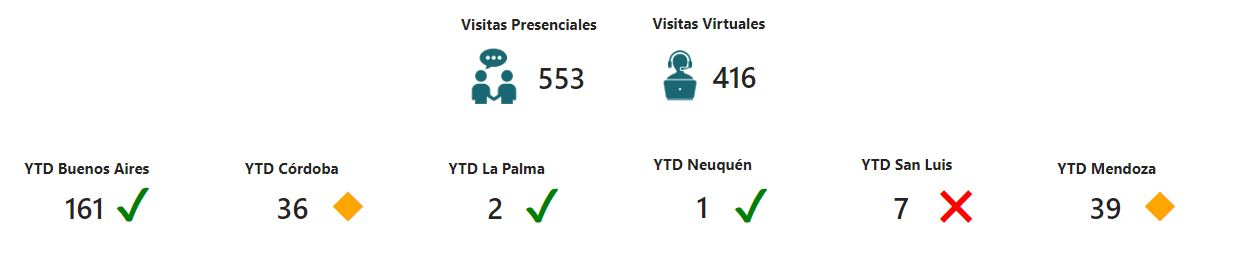 Visitas Presenciales
Visitas Virtuales
553
416
YTD Buenos Aires
YTD Córdoba
YTD La Palma
YTD Neuquén
YTD San Luis
YTD Mendoza
161
36
2
1
7
39